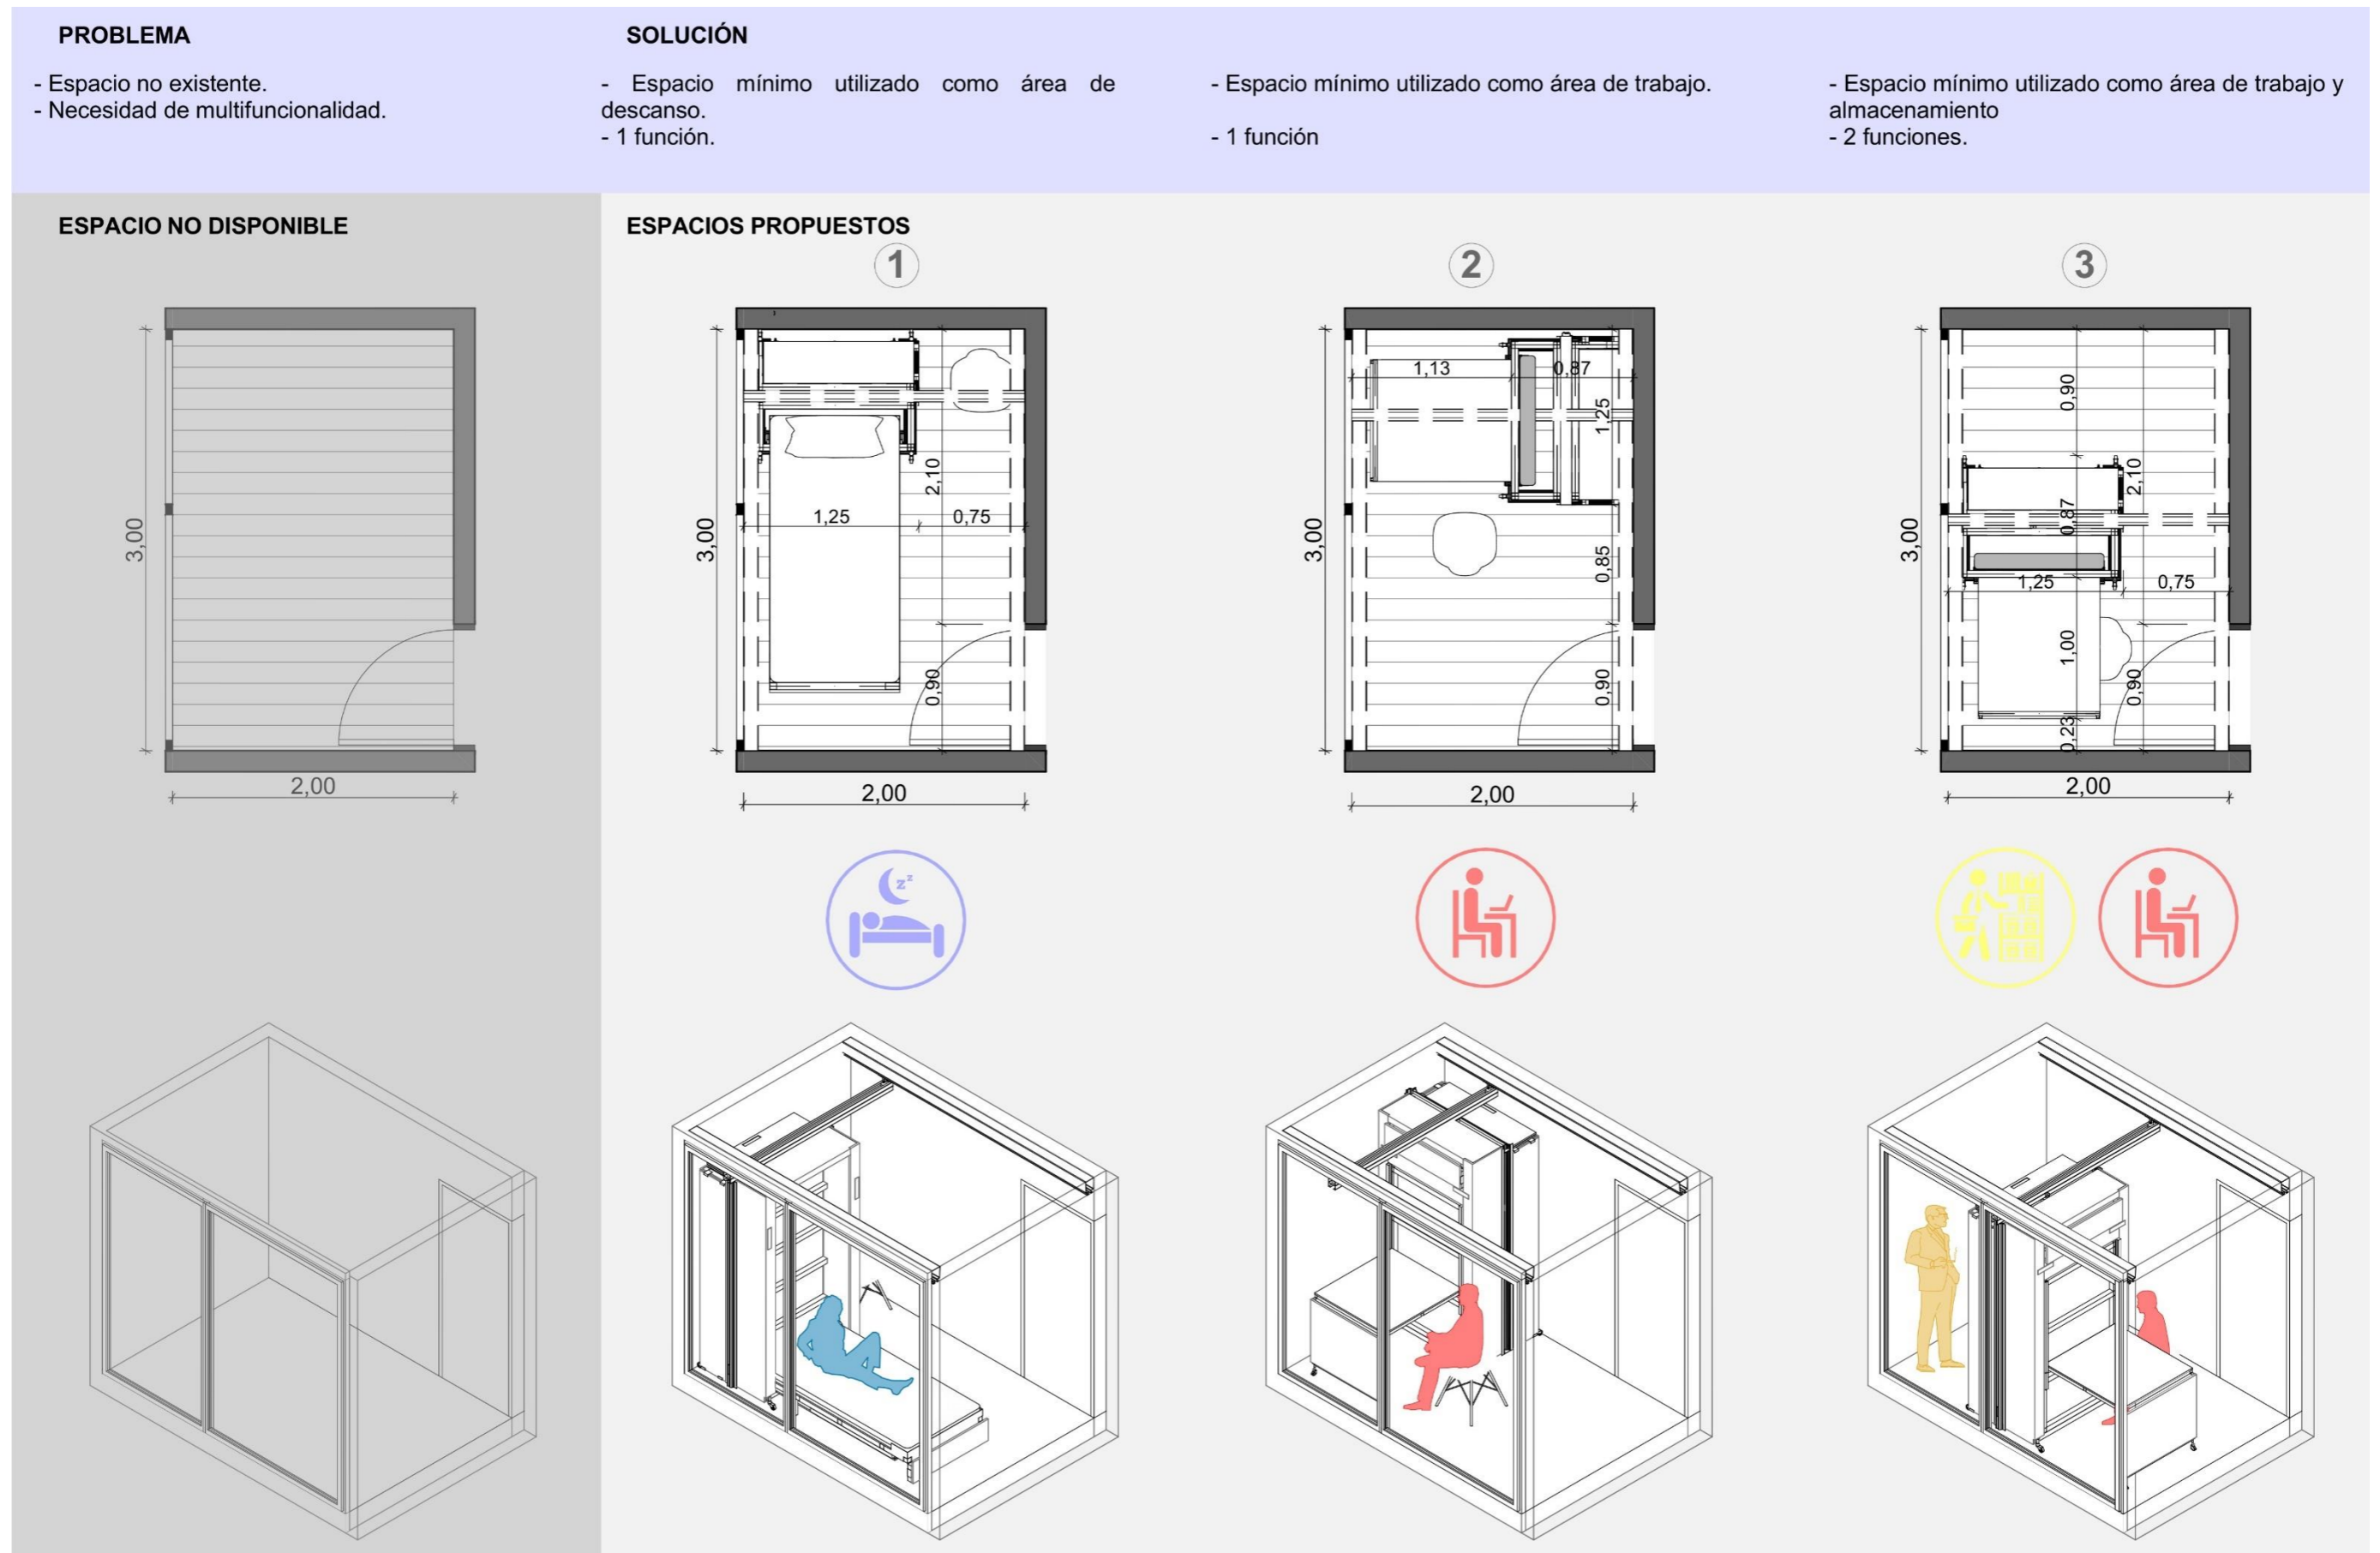 PROBLEMA
- Espacio no existente.
- Necesidad de multifuncionalidad.
SOLUCIÓN
- Espacio mínimo utilizado como área de
descanso.
- 1 función.
- Espacio mínimo utilizado como área de trabajo.
- 1 función
- Espacio mínimo utilizado como área de trabajo y
almacenamiento
- 2 funciones.
ESPACIO NO DISPONIBLE
3,00
2,00
ESPACIOS PROPUESTOS
1
2,10
1,25
0,75
3,00
0,90
2,00
2
1,13
0,87
1,25
3,00
0,85
0,90
2,00
3
0,90
2,10
0,87
3,00
1,25
0,75
1,00
0,90
0,23
2,00
z z